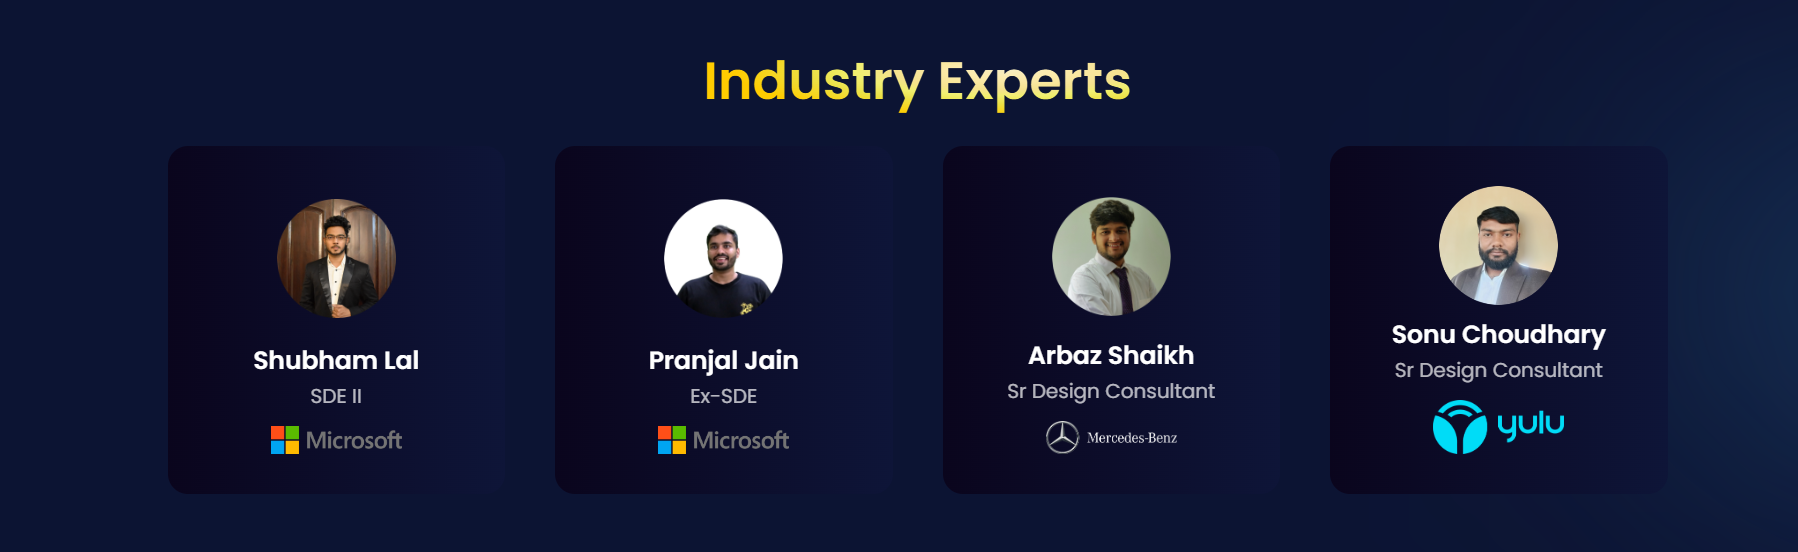 Industry Experts
Shubham Lal
SDE II
Microsoft
Pranjal Jain
Ex-SDE
Microsoft
Arbaz Shaikh
Sr Design Consultant
Mercedes-Benz
Sonu Choudhary
Sr Design Consultant
yulu